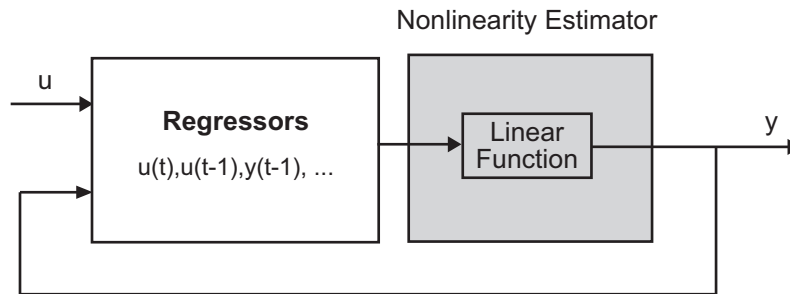 Nonlinearity Estimator
u
Regressors
u(t),u(t-1),y(t-1), ...
Linear
Function
y